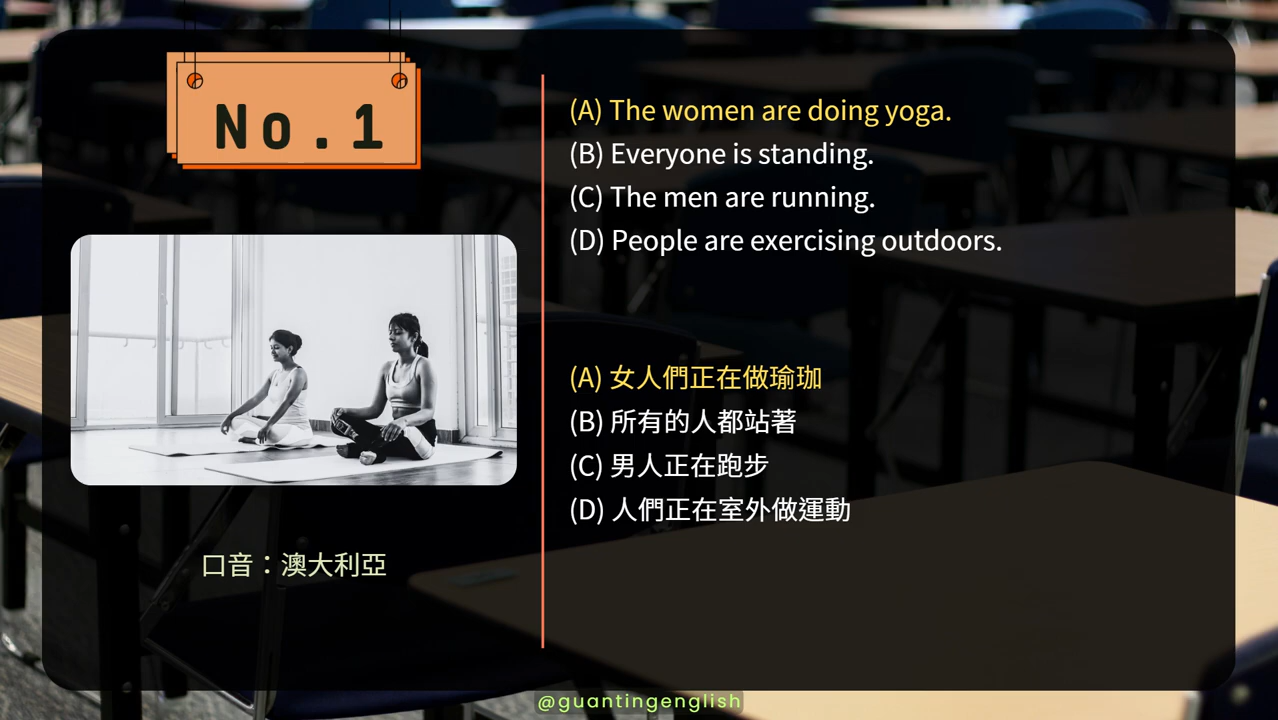 No.1
(A) The women are doing yoga.
(B) Everyone is standing.
(C) The men are running.
(D) People are exercising outdoors.
(A) 女人們正在做瑜珈
(B) 所有的人都站著
(C) 男人正在跑步
(D) 人們正在室外做運動
口音：澳大利亞
@guantingenglish